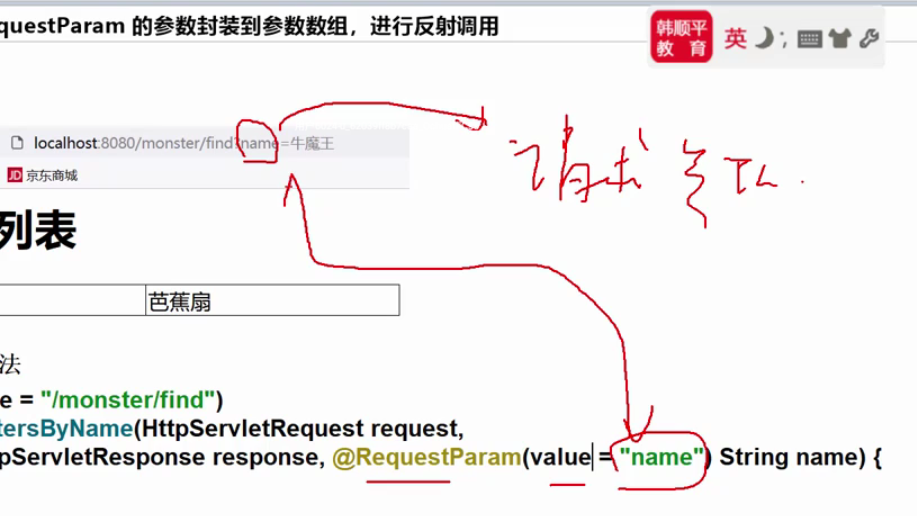 questParam 的参数封装到参数数组，进行反射调用
韩顺平
教 育
英
localhost:8080/monster/find?name=牛魔王
请求
JD 京东商城
列表
芭蕉扇
法
e = "/monster/find")
tersByName(HttpServletRequest request,
pServletResponse response, @RequestParam(value = "name") String name) {